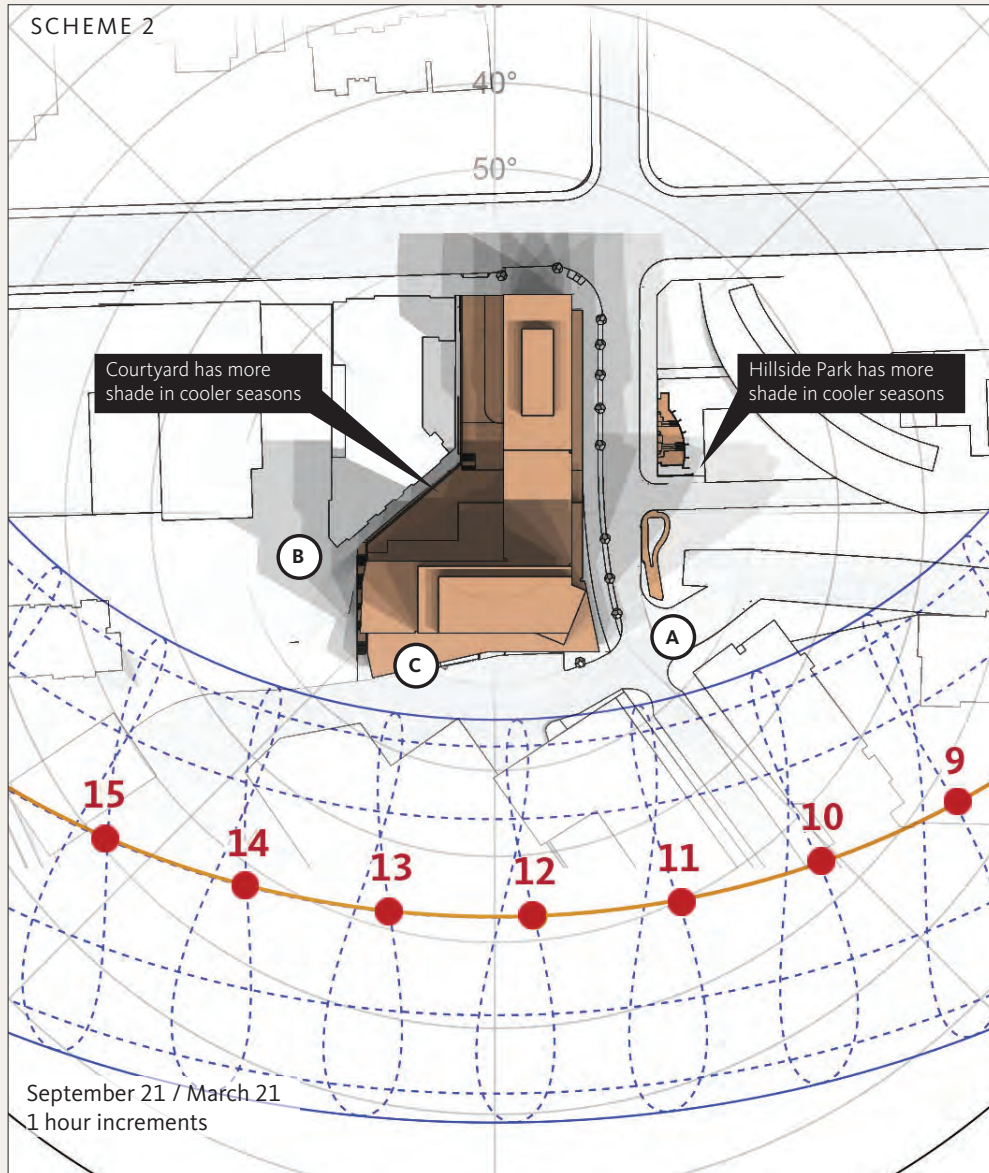 SCHEME 2
40°
50°
Courtyard has more
shade in cooler seasons
Hillside Park has more
shade in cooler seasons
B
A
C
15
14
13
12
11
10
9
September 21 / March 21
1 hour increments